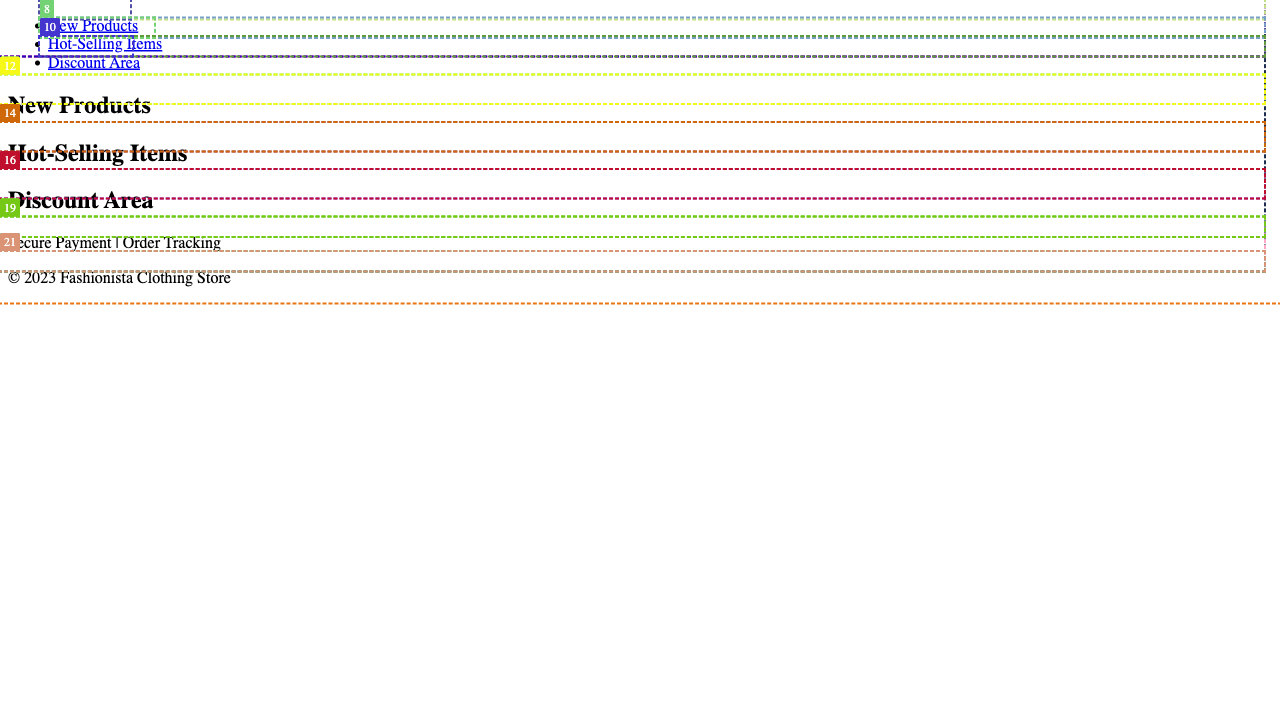 8
10
New Products
Hot-Selling Items
12
Discount Area
14
New Products
16
Hot-Selling Items
19
Discount Area
21
Secure Payment | Order Tracking
© 2023 Fashionista Clothing Store